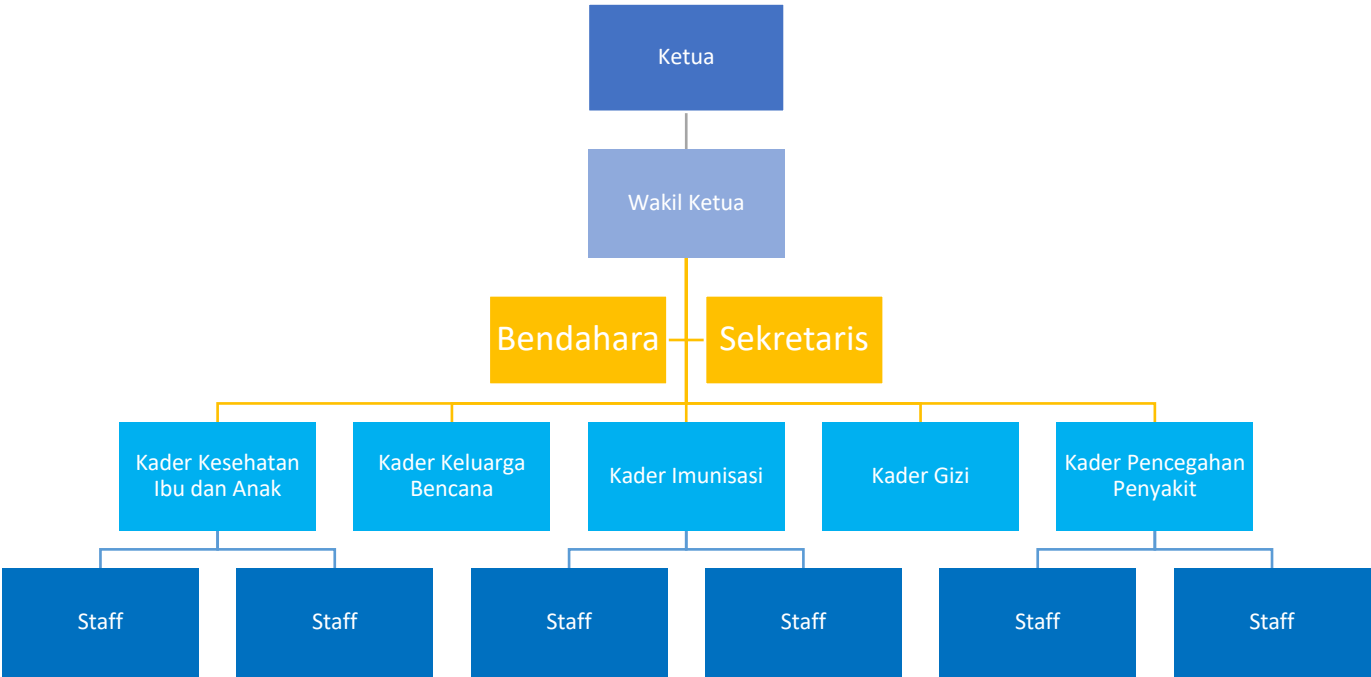 Ketua
Wakil Ketua
Bendahara
Sekretaris
Kader Kesehatan
Ibu dan Anak
Kader Keluarga
Bencana
Kader Imunisasi
Kader Gizi
Kader Pencegahan
Penyakit
Staff
Staff
Staff
Staff
Staff
Staff